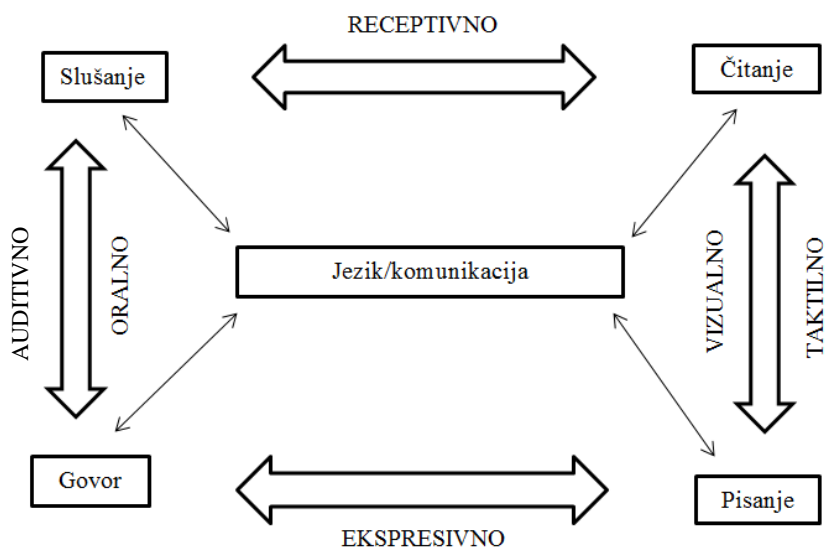 RECEPTIVNO
Slušanje
Čitanje
AUDITIVNO
ORALNO
Jezik/komunikacija
VIZUALNO
TAKTILNO
Govor
Pisanje
EKSPRESIVNO